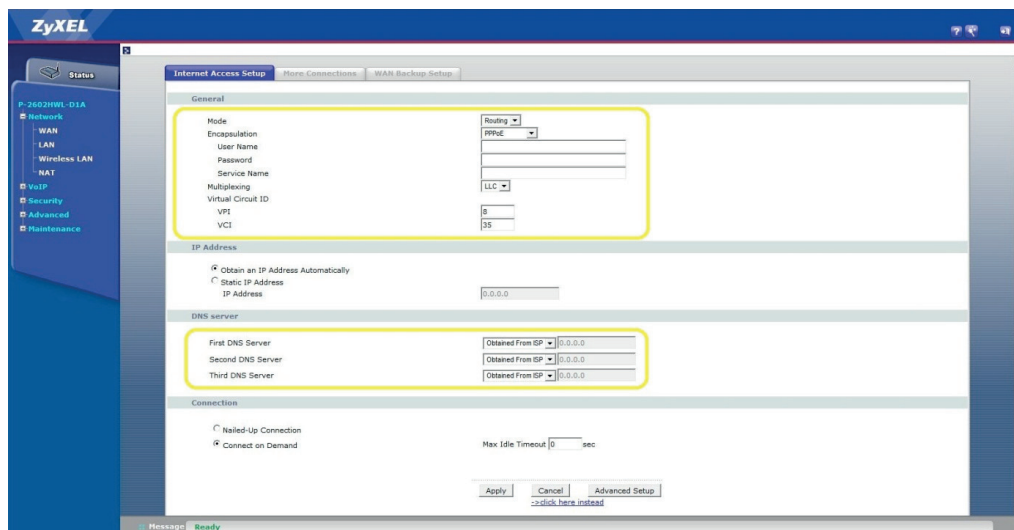 ZyXEL
Status
P-2602HWL-D1A
Network
WAN
LAN
Wireless LAN
NAT
VoIP
Security
Advanced
Maintenance
Internet Access Setup More Connections WAN Backup Setup
General
Mode Routing
Encapsulation PPPoE
User Name
Password
Service Name
Multiplexing LLC
Virtual Circuit ID
VPI 8
VCI 35
IP Address
Obtain an IP Address Automatically
Static IP Address
IP Address 0.0.0.0
DNS server
First DNS Server Obtained From ISP 0.0.0.0
Second DNS Server Obtained From ISP 0.0.0.0
Third DNS Server Obtained From ISP 0.0.0.0
Connection
Nailed-Up Connection
Connect on Demand Max Idle Timeout 0 sec
Apply Cancel Advanced Setup
->click here instead
Message Ready